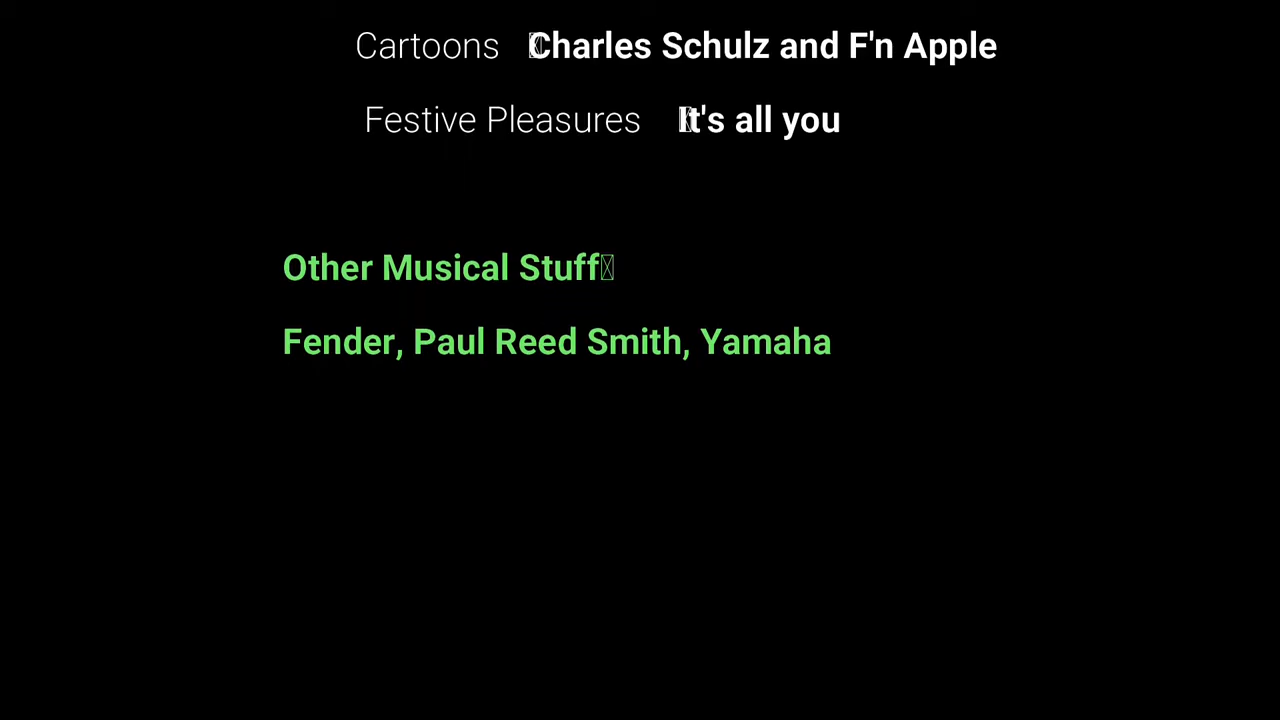 Cartoons Charles Schulz and F'n Apple
Festive Pleasures It's all you
Other Musical Stuff
Fender, Paul Reed Smith, Yamaha